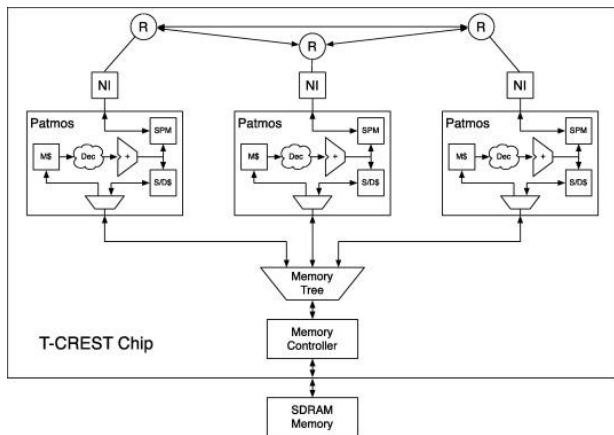 R
R
R
NI
NI
NI
Patmos
SPM
M$
Dec
+
S/D$
Patmos
SPM
M$
Dec
+
S/D$
Patmos
SPM
M$
Dec
+
S/D$
Memory
Tree
T-CREST Chip
Memory
Controller
SDRAM
Memory